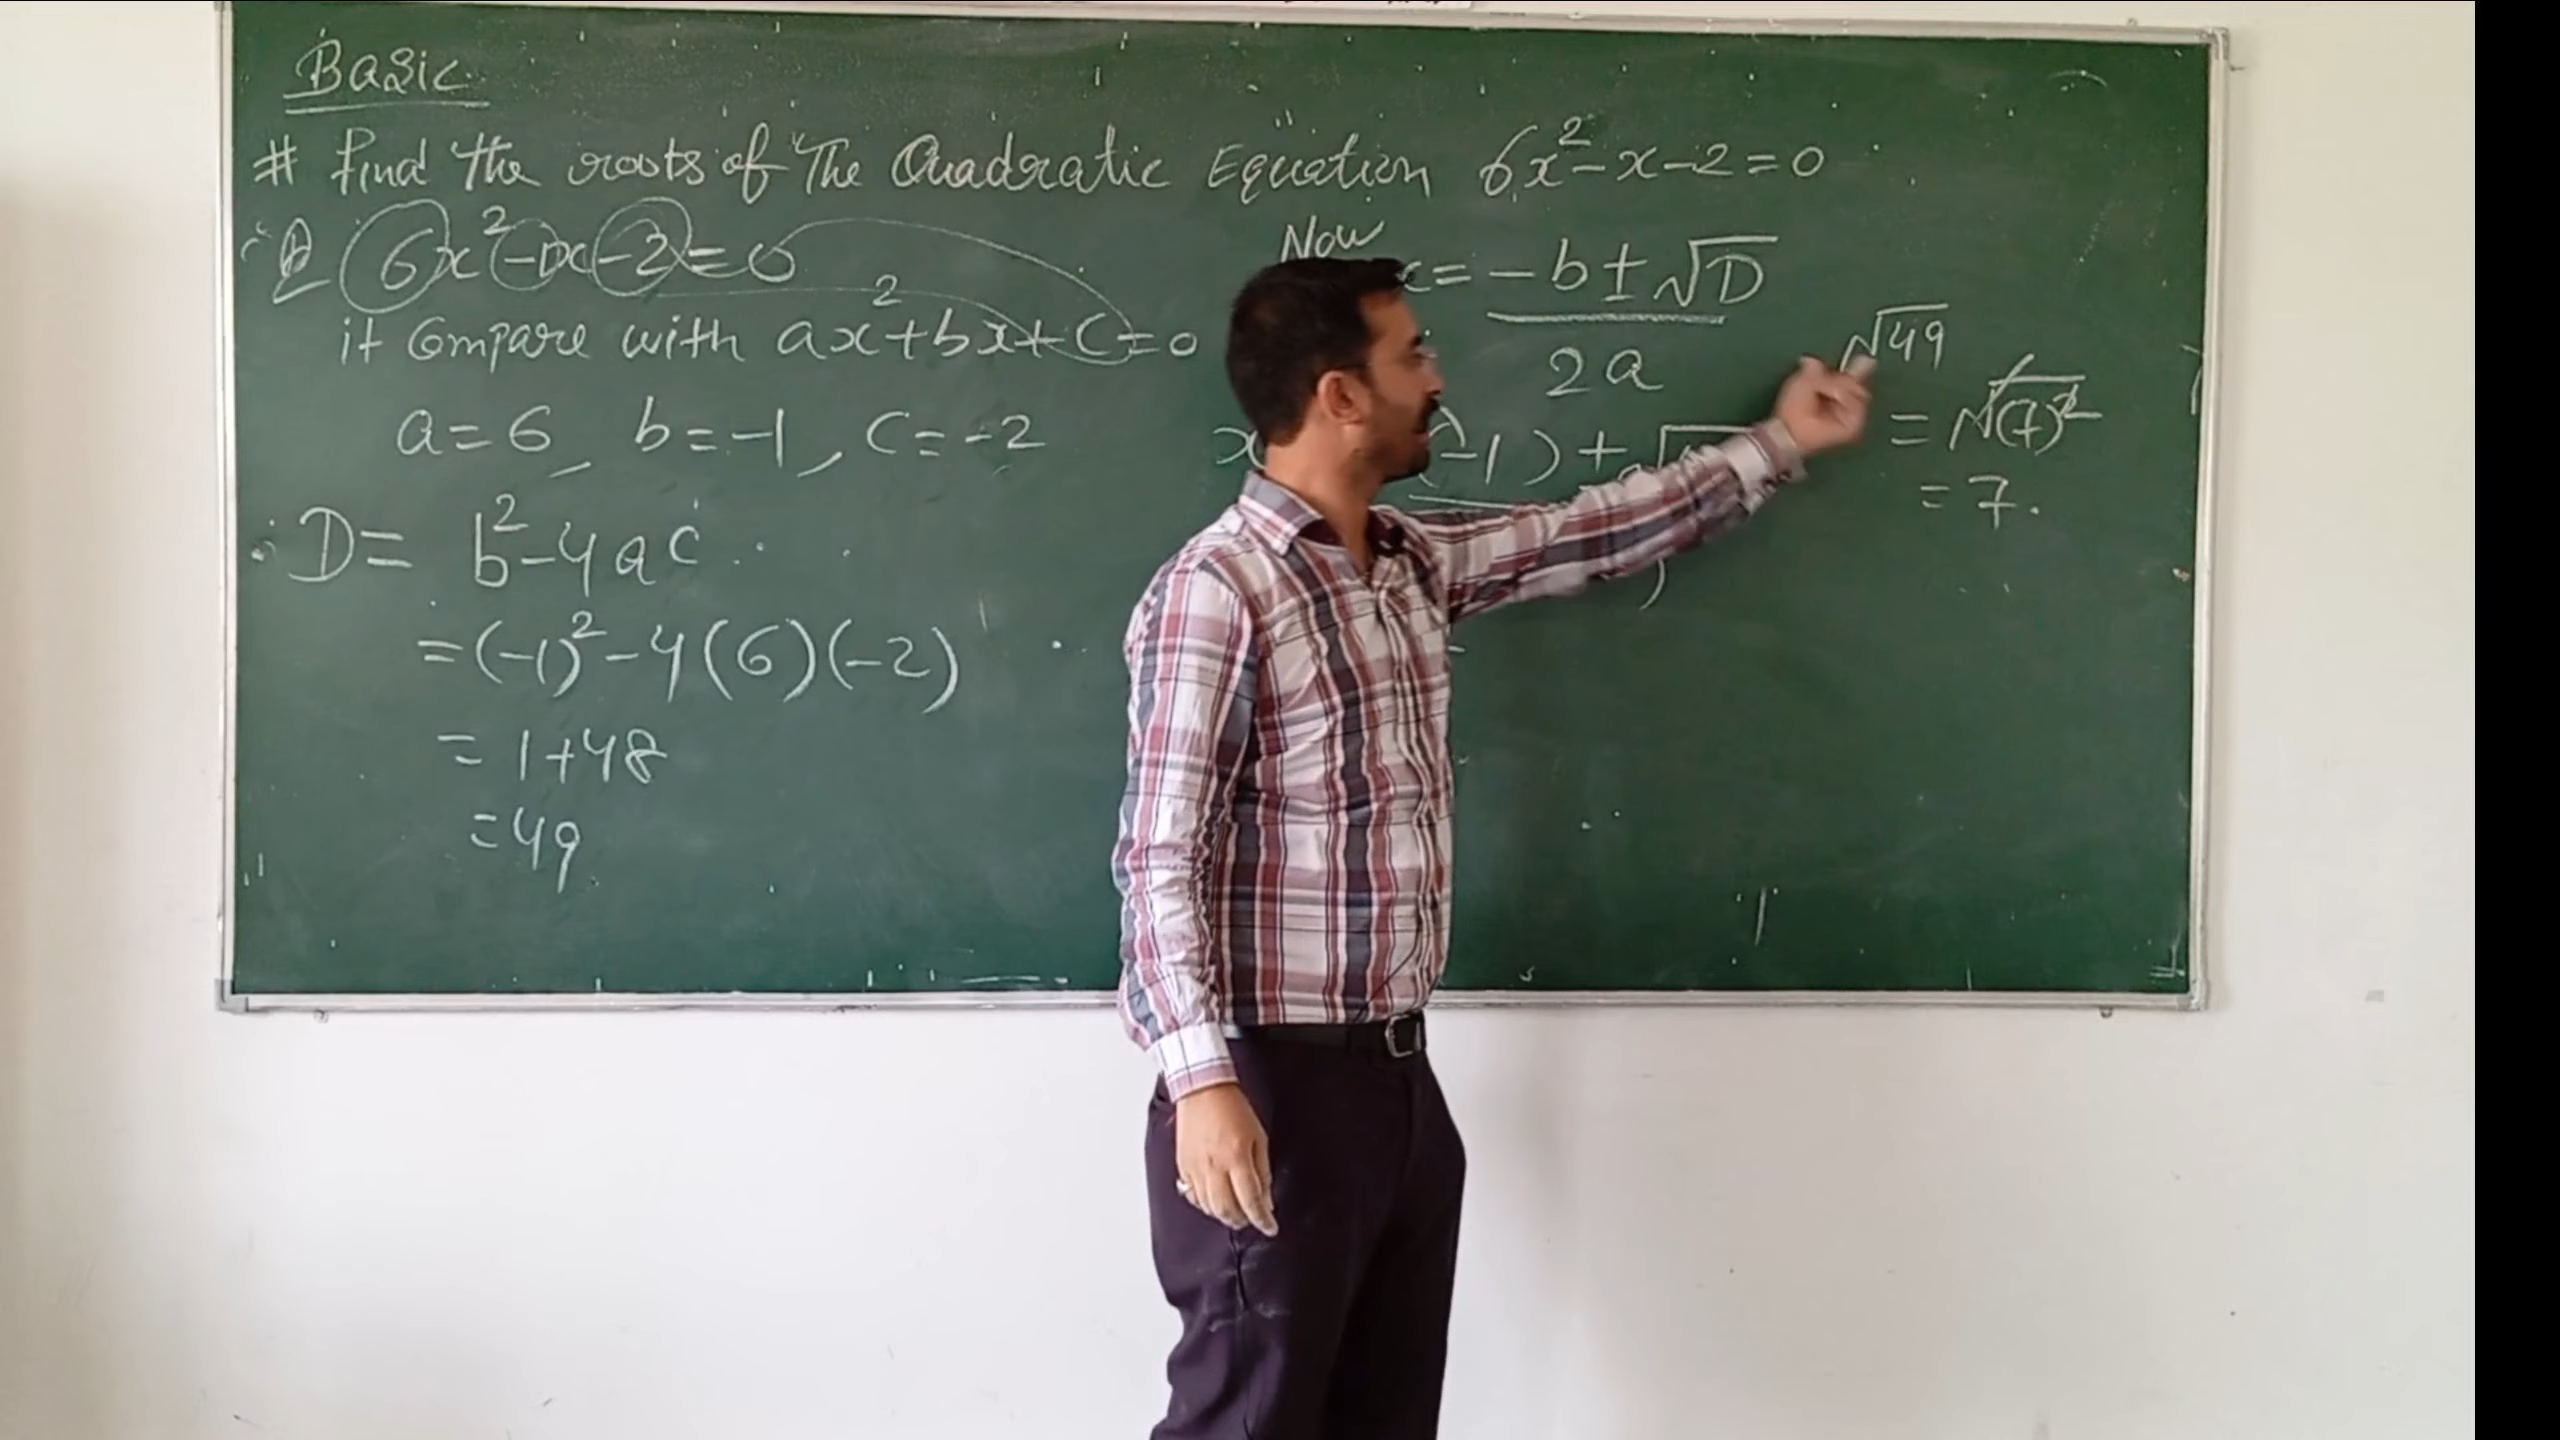 Basic
# find the roots of The Quadratic Equation 6x²-x-2=0
6x²-1x-2=0
it Compare with ax²+bx+c=0
a=6, b=-1, c=-2
D= b²-4ac
=(-1)²-4(6)(-2)
= 1+48
=49
Now
x= -b±√D
2a
x
-1)±√
)
√49
= √(7)²
= 7.